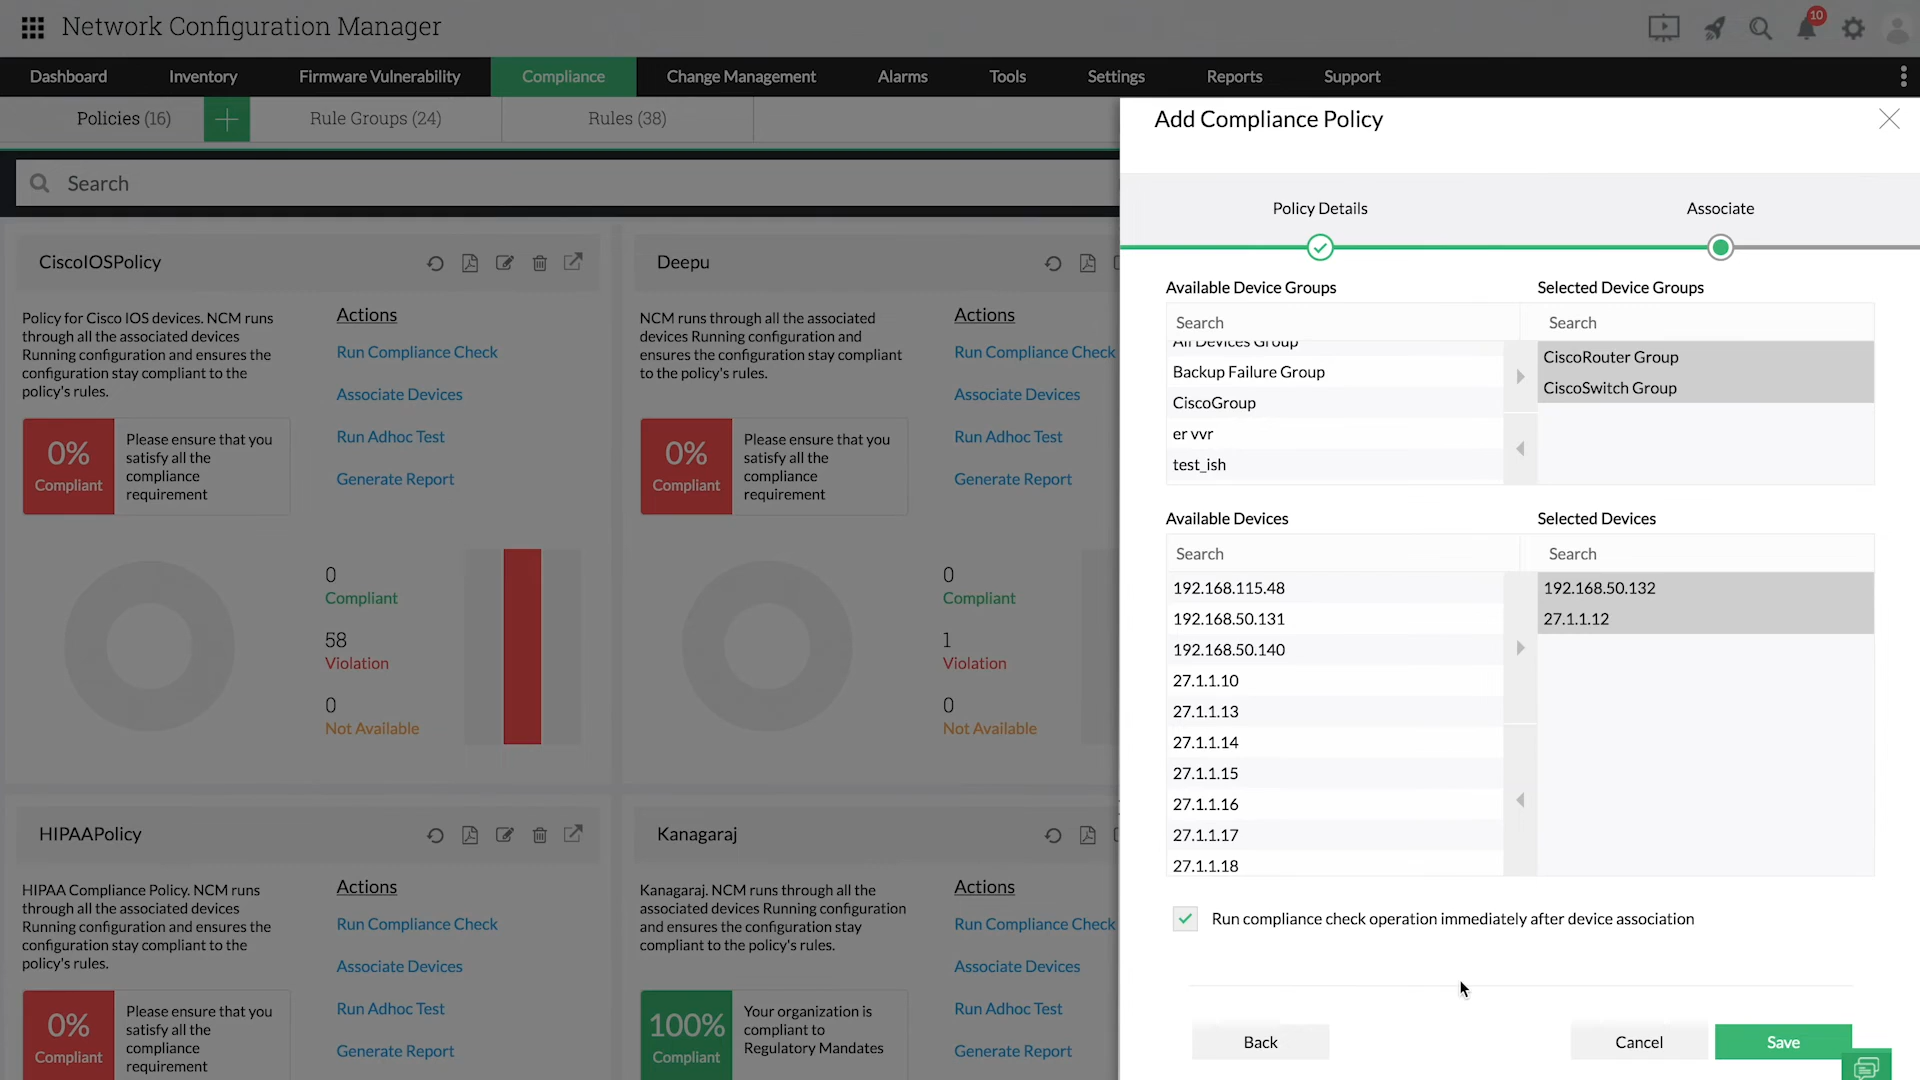 Network Configuration Manager
10
Dashboard
Inventory
Firmware Vulnerability
Compliance
Change Management
Alarms
Tools
Settings
Reports
Support
Policies (16)
Rule Groups (24)
Rules (38)
Search
CiscoIOSPolicy
Policy for Cisco IOS devices. NCM runs
through all the associated devices
Running configuration and ensures the
configuration stay compliant to the
policy's rules.
Actions
Run Compliance Check
Associate Devices
Run Adhoc Test
Generate Report
0%
Compliant
Please ensure that you
satisfy all the
compliance
requirement
0
Compliant
58
Violation
0
Not Available
Deepu
NCM runs through all the associated
devices Running configuration and
ensures the configuration stay compliant
to the policy's rules.
Actions
Run Compliance Check
Associate Devices
Run Adhoc Test
Generate Report
0%
Compliant
Please ensure that you
satisfy all the
compliance
requirement
0
Compliant
1
Violation
0
Not Available
HIPAAPolicy
HIPAA Compliance Policy. NCM runs
through all the associated devices
Running configuration and ensures the
configuration stay compliant to the
policy's rules.
Actions
Run Compliance Check
Associate Devices
Run Adhoc Test
Generate Report
0%
Compliant
Please ensure that you
satisfy all the
compliance
requirement
Kanagaraj
Kanagaraj. NCM runs through all the
associated devices Running configuration
and ensures the configuration stay
compliant to the policy's rules.
Actions
Run Compliance Check
Associate Devices
Run Adhoc Test
Generate Report
100%
Compliant
Your organization is
compliant to
Regulatory Mandates
Add Compliance Policy
Policy Details
Associate
Available Device Groups
Search
All Devices Group
Backup Failure Group
CiscoGroup
er vvr
test_ish
Selected Device Groups
Search
CiscoRouter Group
CiscoSwitch Group
Available Devices
Search
192.168.115.48
192.168.50.131
192.168.50.140
27.1.1.10
27.1.1.13
27.1.1.14
27.1.1.15
27.1.1.16
27.1.1.17
27.1.1.18
Selected Devices
Search
192.168.50.132
27.1.1.12
Run compliance check operation immediately after device association
Back
Cancel
Save